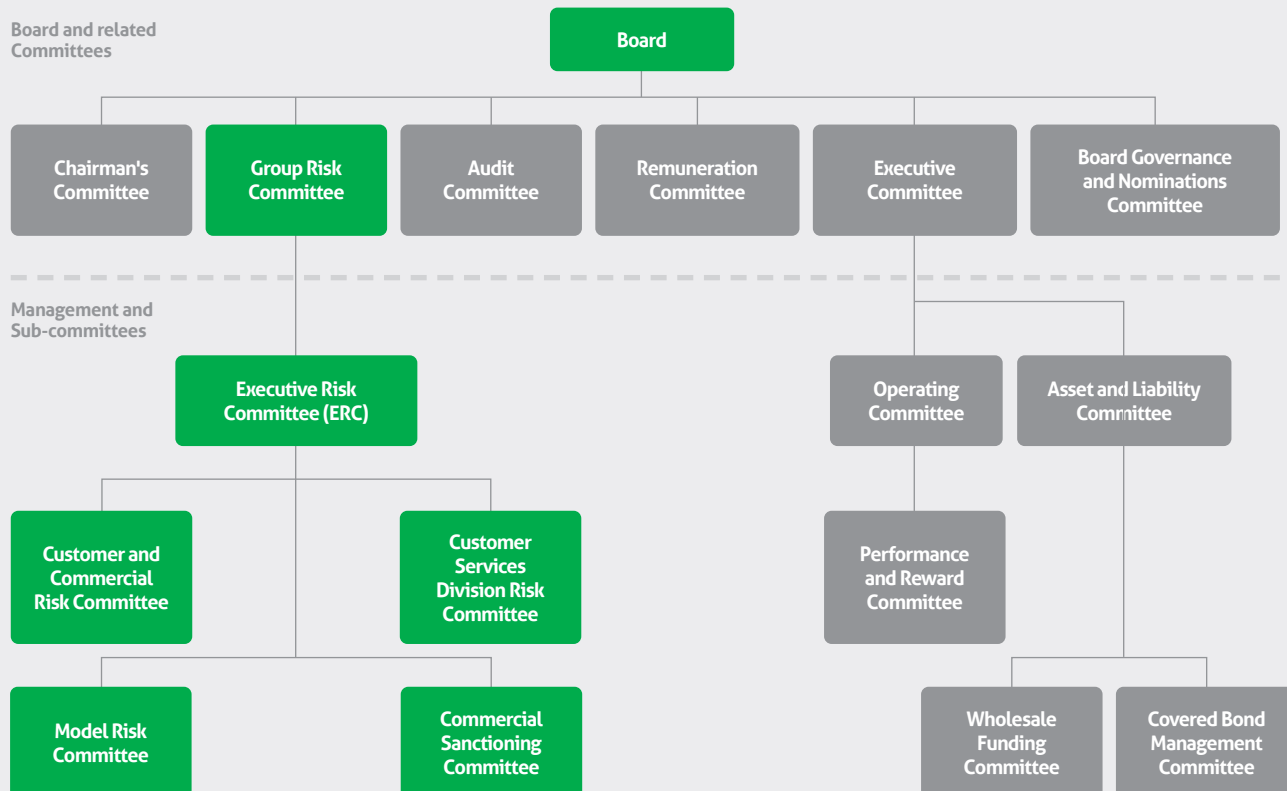 Board and related
Committees
Board
Chairman's
Committee
Group Risk
Committee
Audit
Committee
Remuneration
Committee
Executive
Committee
Board Governance
and Nominations
Committee
Management and
Sub-committees
Executive Risk
Committee (ERC)
Operating
Committee
Asset and Liability
Committee
Customer and
Commercial
Risk Committee
Customer
Services
Division Risk
Committee
Performance
and Reward
Committee
Model Risk
Committee
Commercial
Sanctioning
Committee
Wholesale
Funding
Committee
Covered Bond
Management
Committee